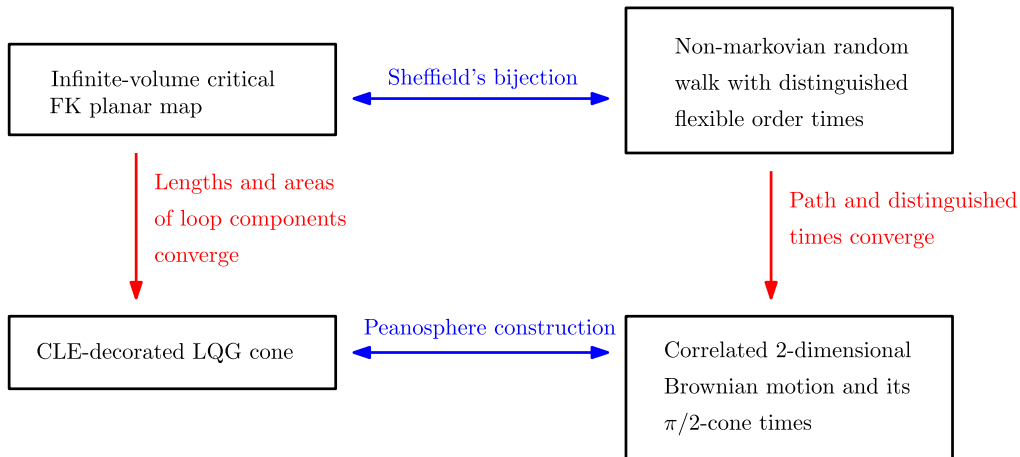 Infinite-volume critical
FK planar map
Sheffield's bijection
Non-markovian random
walk with distinguished
flexible order times
Lengths and areas
of loop components
converge
Path and distinguished
times converge
CLE-decorated LQG cone
Peanosphere construction
Correlated 2-dimensional
Brownian motion and its
π/2-cone times